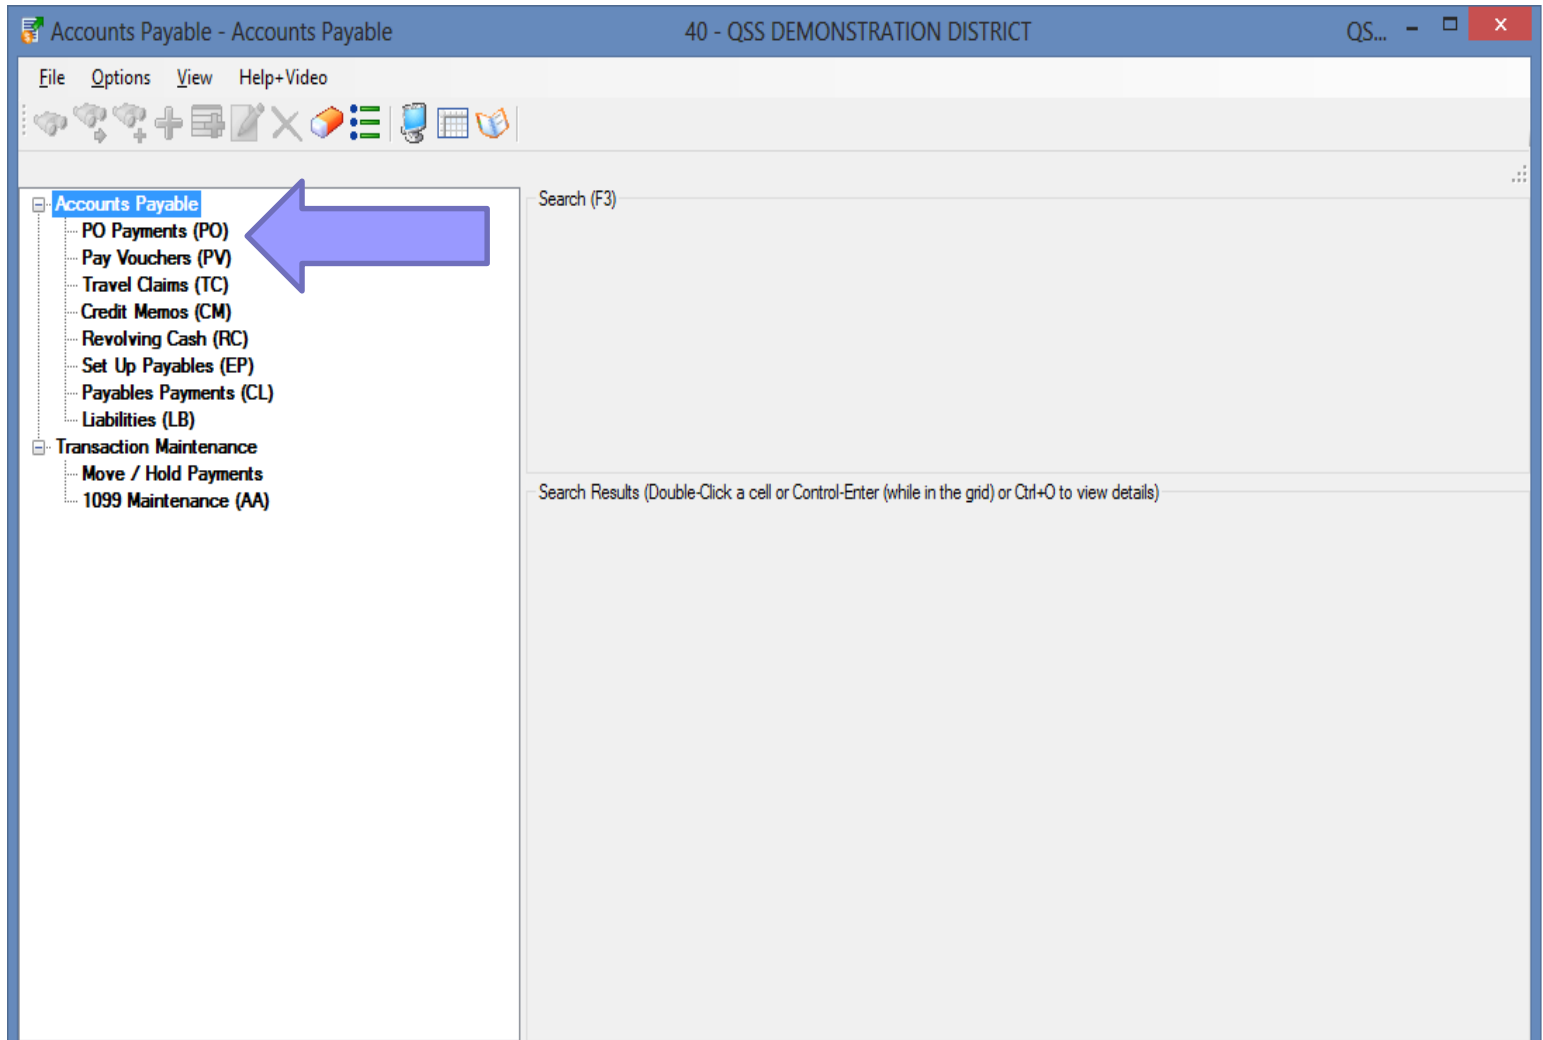 Accounts Payable - Accounts Payable 40 - QSS DEMONSTRATION DISTRICT QS...
File Options View Help+Video
Accounts Payable
PO Payments (PO)
Pay Vouchers (PV)
Travel Claims (TC)
Credit Memos (CM)
Revolving Cash (RC)
Set Up Payables (EP)
Payables Payments (CL)
Liabilities (LB)
Transaction Maintenance
Move / Hold Payments
1099 Maintenance (AA)
Search (F3)
Search Results (Double-Click a cell or Control-Enter (while in the grid) or Ctrl+O to view details)